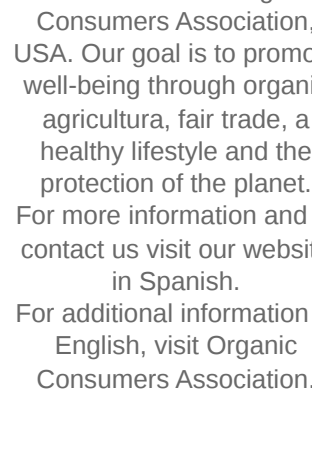 Consumers Association,
USA. Our goal is to promo
well-being through organi
agricultura, fair trade, a
healthy lifestyle and the
protection of the planet.
For more information and
contact us visit our websit
in Spanish.
For additional information
English, visit Organic
Consumers Association.